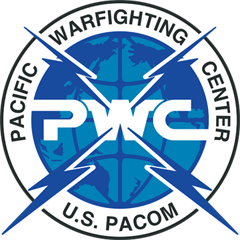 PACIFIC WARFIGHTING CENTER
PWC
U.S. PACOM